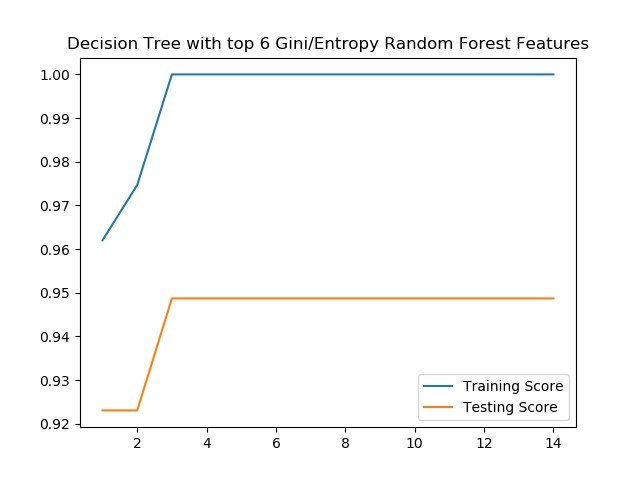 Decision Tree with top 6 Gini/Entropy Random Forest Features
1.00
0.99
0.98
0.97
0.96
0.95
0.94
0.93
0.92
Training Score
Testing Score
2 4 6 8 10 12 14